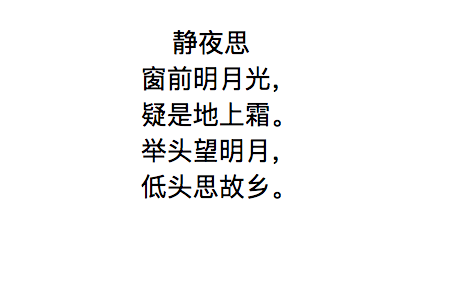 静夜思
窗前明月光，
疑是地上霜。
举头望明月，
低头思故乡。